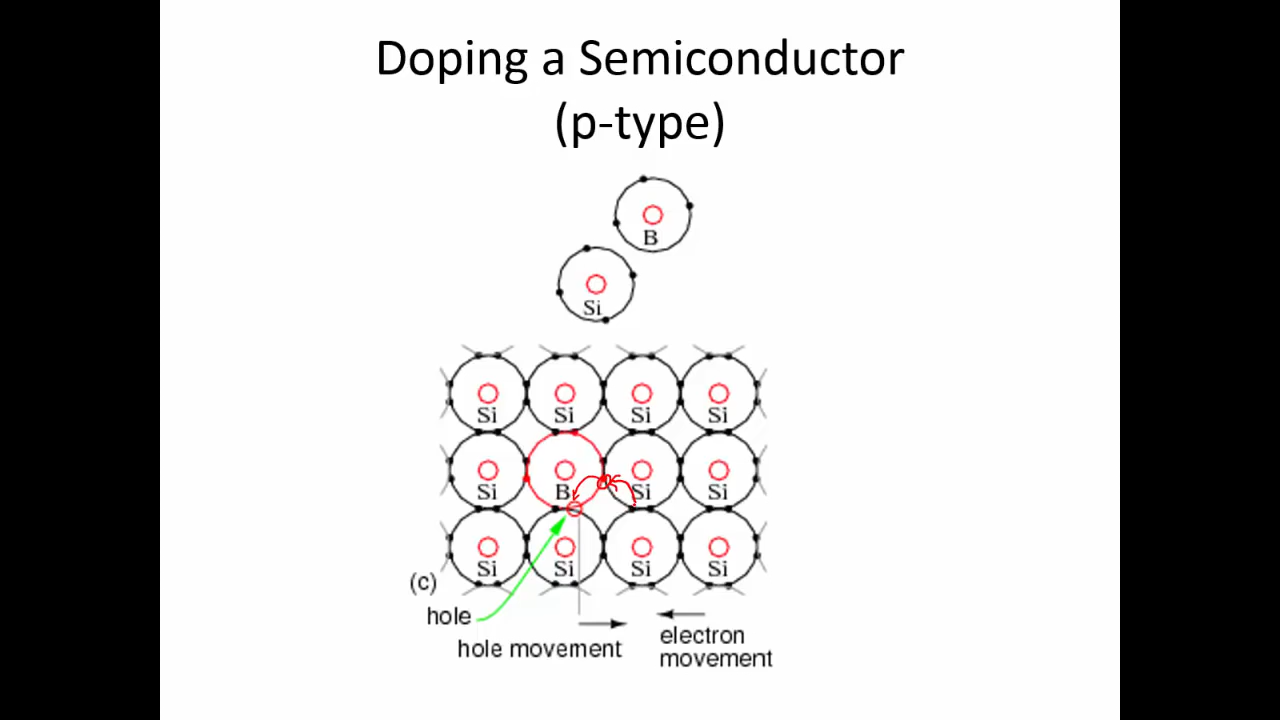 Doping a Semiconductor
(p-type)
B
Si
Si Si Si Si
Si B Si Si
Si Si Si Si
(c)
hole
hole movement
electron
movement